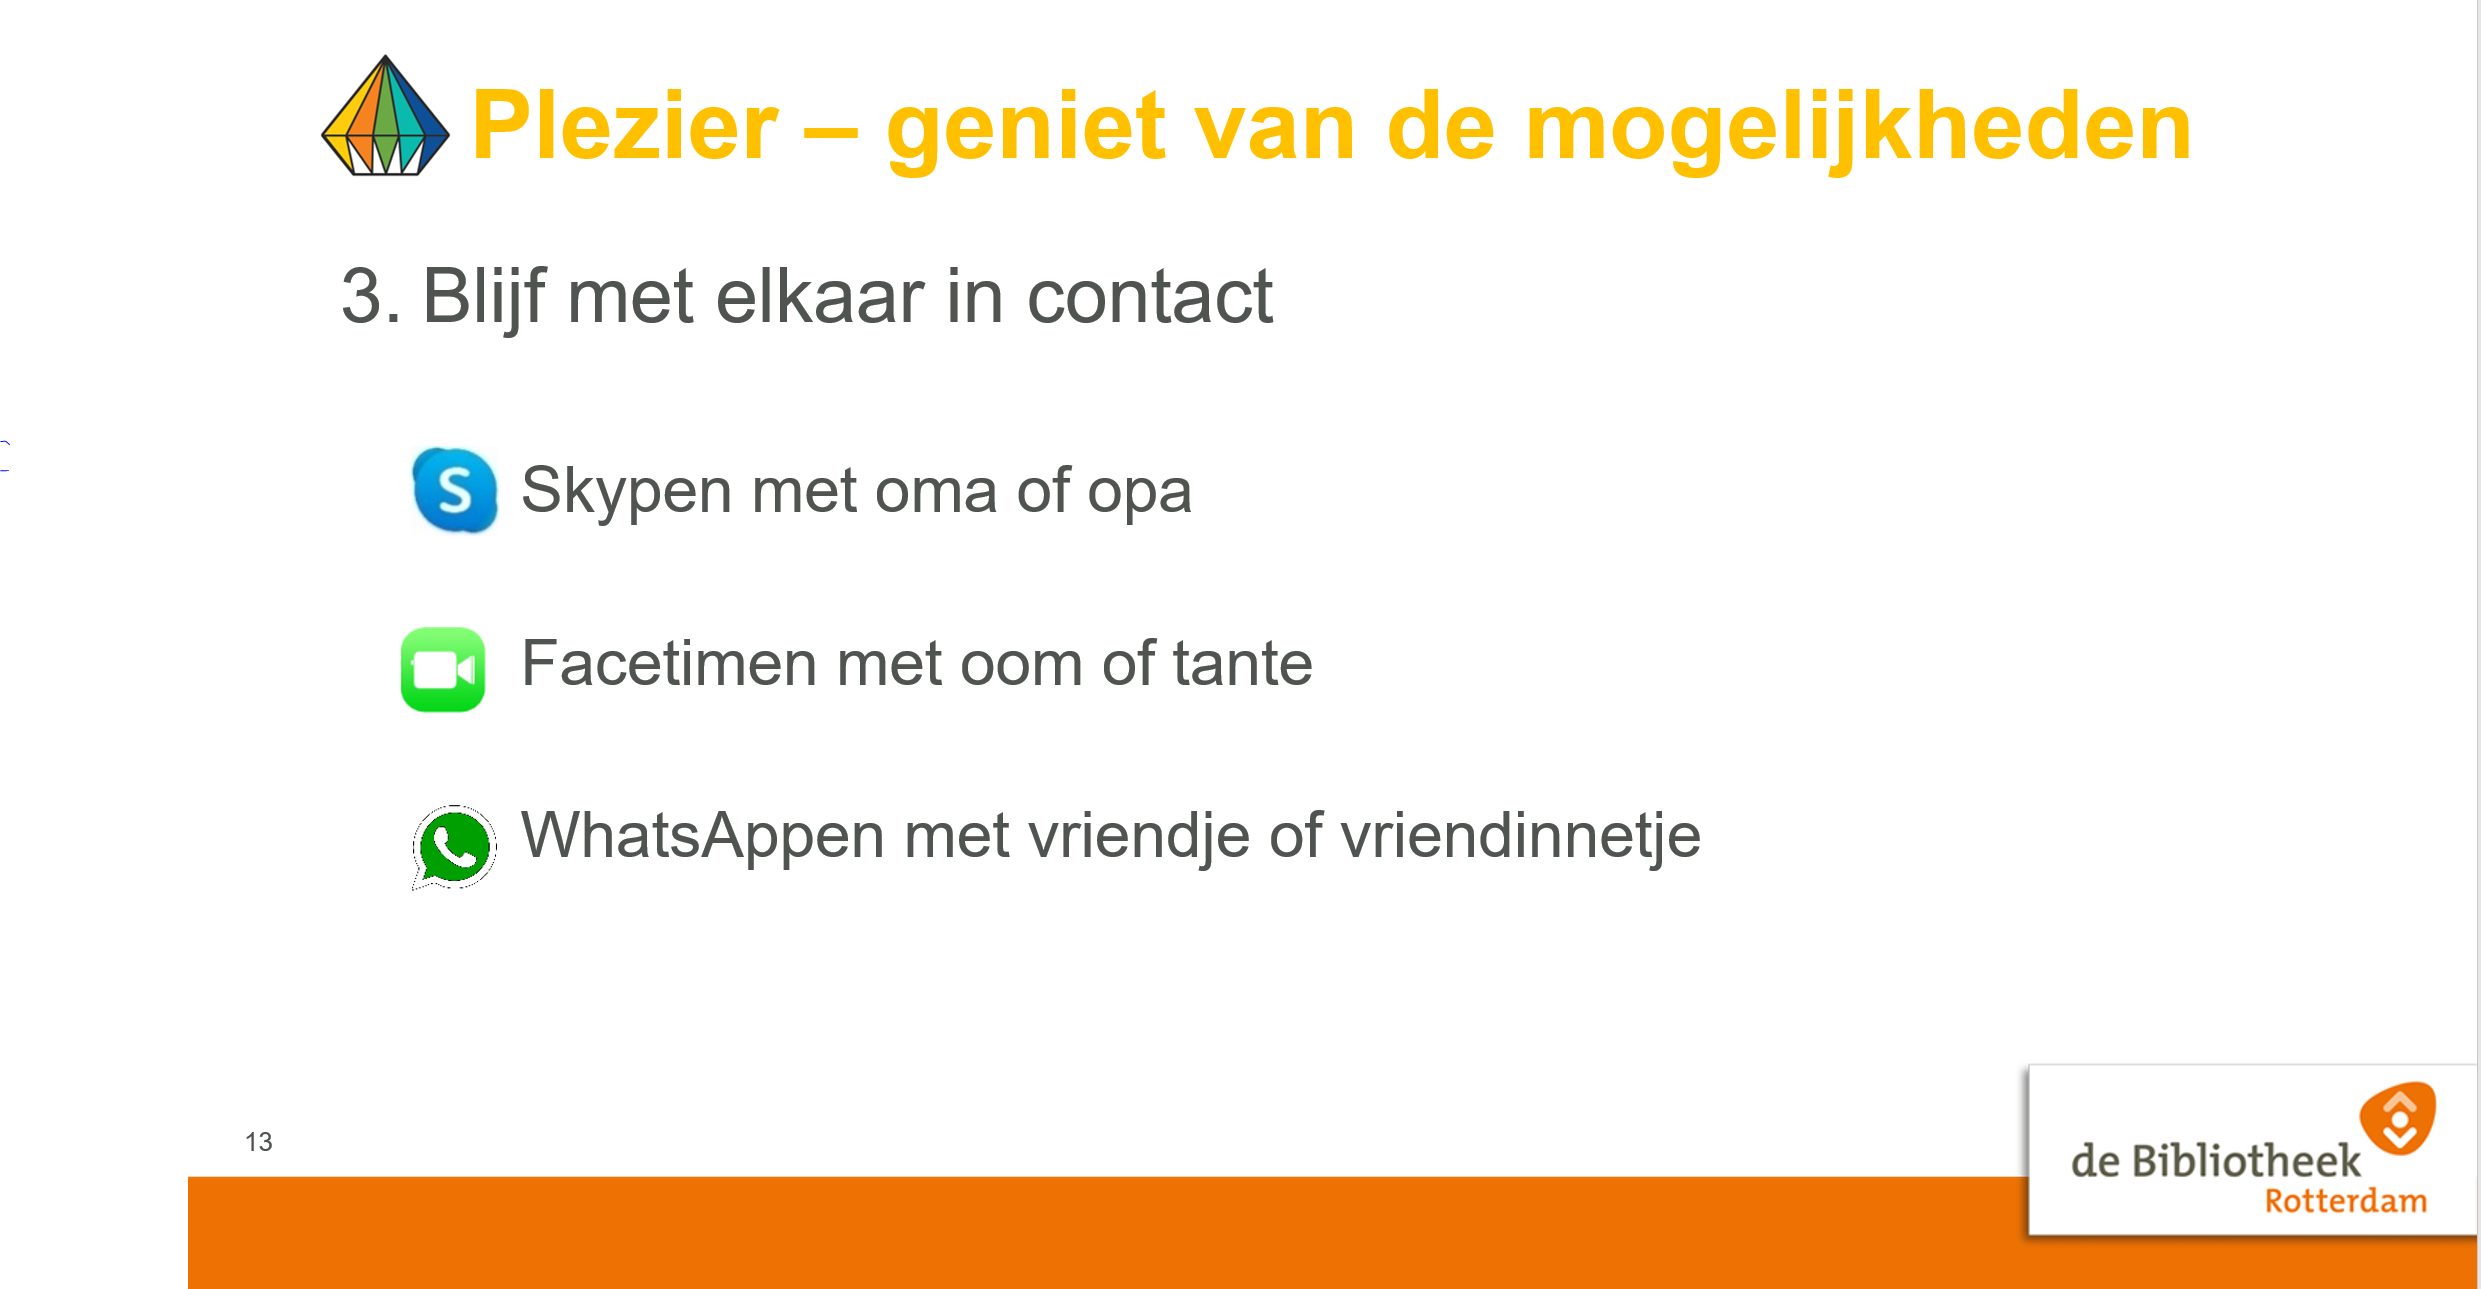 Plezier – geniet van de mogelijkheden
3. Blijf met elkaar in contact
Skypen met oma of opa
Facetimen met oom of tante
WhatsAppen met vriendje of vriendinnetje
13
de Bibliotheek
Rotterdam